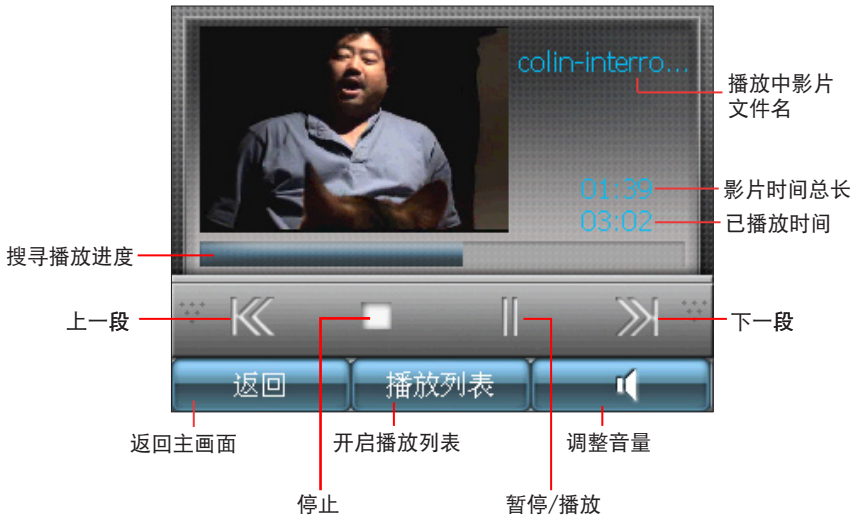 colin-interro...
播放中影片
文件名
01:39
影片时间总长
03:02
已播放时间
搜寻播放进度
上一段
下一段
返回
播放列表
返回主画面
开启播放列表
调整音量
停止
暂停/播放